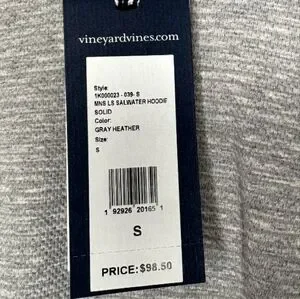 vineyardvines.com
Style:
1K000023 - 039- S
MNS LS SALWATER HOODIE
SOLID
Color:
GRAY HEATHER
Size:
S
1 92926 20165 1
S
PRICE: $98.50